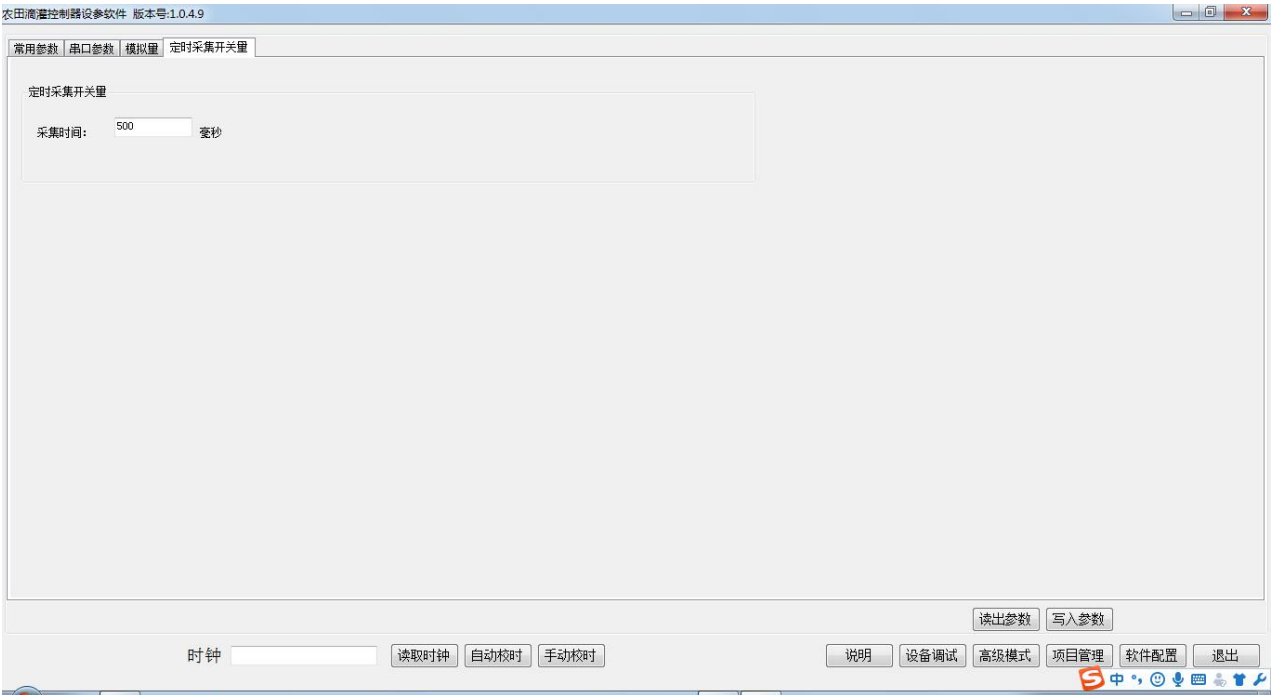 农田滴灌控制器设参软件 版本号:1.0.4.9
常用参数 串口参数 模拟量 定时采集开关量
定时采集开关量
采集时间: 500 毫秒
读出参数 写入参数
时钟 读取时钟 自动校时 手动校时 说明 设备调试 高级模式 项目管理 软件配置 退出
S 中